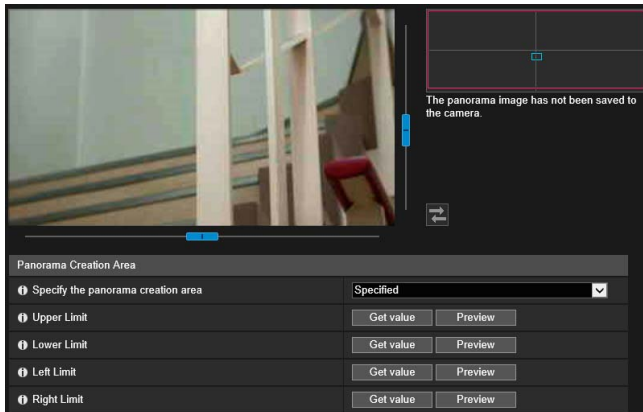 The panorama image has not been saved to
the camera.
Panorama Creation Area
Specify the panorama creation area
Specified
Upper Limit
Get value
Preview
Lower Limit
Get value
Preview
Left Limit
Get value
Preview
Right Limit
Get value
Preview